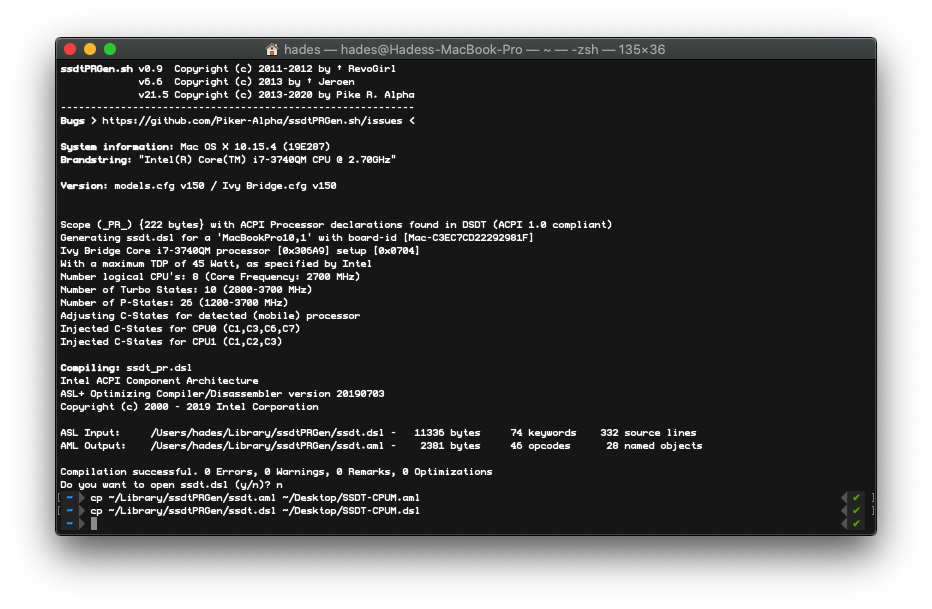 hades — hades@Hadess-MacBook-Pro — ~ — -zsh — 135×36
ssdtPRGen.sh v0.9  Copyright (c) 2011-2012 by † RevoGirl
             v6.6  Copyright (c) 2013 by † Jeroen
             v21.5 Copyright (c) 2013-2020 by Pike R. Alpha
-----------------------------------------------------------
Bugs > https://github.com/Piker-Alpha/ssdtPRGen.sh/issues <
System information: Mac OS X 10.15.4 (19E287)
Brandstring: "Intel(R) Core(TM) i7-3740QM CPU @ 2.70GHz"
Version: models.cfg v150 / Ivy Bridge.cfg v150
Scope (_PR_) {222 bytes} with ACPI Processor declarations found in DSDT (ACPI 1.0 compliant)
Generating ssdt.dsl for a 'MacBookPro10,1' with board-id [Mac-C3EC7CD22292981F]
Ivy Bridge Core i7-3740QM processor [0x306A9] setup [0x0704]
With a maximum TDP of 45 Watt, as specified by Intel
Number logical CPU's: 8 (Core Frequency: 2700 MHz)
Number of Turbo States: 10 (2800-3700 MHz)
Number of P-States: 26 (1200-3700 MHz)
Adjusting C-States for detected (mobile) processor
Injected C-States for CPU0 (C1,C3,C6,C7)
Injected C-States for CPU1 (C1,C2,C3)
Compiling: ssdt_pr.dsl
Intel ACPI Component Architecture
ASL+ Optimizing Compiler/Disassembler version 20190703
Copyright (c) 2000 - 2019 Intel Corporation
ASL Input:     /Users/hades/Library/ssdtPRGen/ssdt.dsl -   11336 bytes     74 keywords    332 source lines
AML Output:    /Users/hades/Library/ssdtPRGen/ssdt.aml -    2381 bytes     46 opcodes      28 named objects
Compilation successful. 0 Errors, 0 Warnings, 0 Remarks, 0 Optimizations
Do you want to open ssdt.dsl (y/n)? n
[ ~ cp ~/Library/ssdtPRGen/ssdt.aml ~/Desktop/SSDT-CPUM.aml ✔ ]
[ ~ cp ~/Library/ssdtPRGen/ssdt.dsl ~/Desktop/SSDT-CPUM.dsl ✔ ]
~ ✔